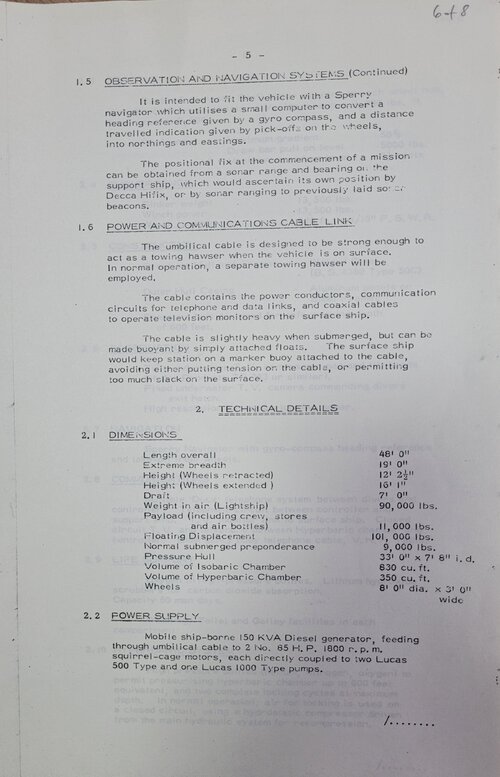 6 of 8
- 5 -
1.5 OBSERVATION AND NAVIGATION SYSTEMS (Continued)
It is intended to fit the vehicle with a Sperry
navigator which utilises a small computer to convert a
heading reference given by a gyro compass, and a distance
travelled indication given by pick-offs on the wheels,
into northings and eastings.
The positional fix at the commencement of a mission
can be obtained from a sonar range and bearing on the
support ship, which would ascertain its own position by
Decca Hifix, or by sonar ranging to previously laid sonar
beacons.
1.6 POWER AND COMMUNICATIONS CABLE LINK
The umbilical cable is designed to be strong enough to
act as a towing hawser when the vehicle is on surface.
In normal operation, a separate towing hawser will be
employed.
The cable contains the power conductors, communication
circuits for telephone and data links, and coaxial cables
to operate television monitors on the surface ship.
The cable is slightly heavy when submerged, but can be
made buoyant by simply attached floats. The surface ship
would keep station on a marker buoy attached to the cable,
avoiding either putting tension on the cable, or permitting
too much slack on the surface.
2. TECHNICAL DETAILS
2.1 DIMENSIONS
Length overall 48' 0"
Extreme breadth 19' 0"
Height (Wheels retracted) 12' 2½"
Height (Wheels extended ) 16' 1"
Draft 7' 0"
Weight in air (Lightship) 90,000 lbs.
Payload (including crew, stores
and air bottles) 11,000 lbs.
Floating Displacement 101,000 lbs.
Normal submerged preponderance 9,000 lbs.
Pressure Hull 33' 0" x 7' 8" i.d.
Volume of Isobaric Chamber 630 cu. ft.
Volume of Hyperbaric Chamber 350 cu. ft.
Wheels 8' 0" dia. x 3' 0"
wide
2.2 POWER SUPPLY
Mobile ship-borne 150 KVA Diesel generator, feeding
through umbilical cable to 2 No. 85 H.P. 1800 r.p.m.
squirrel-cage motors, each directly coupled to two Lucas
500 Type and one Lucas 1000 Type pumps.
/........